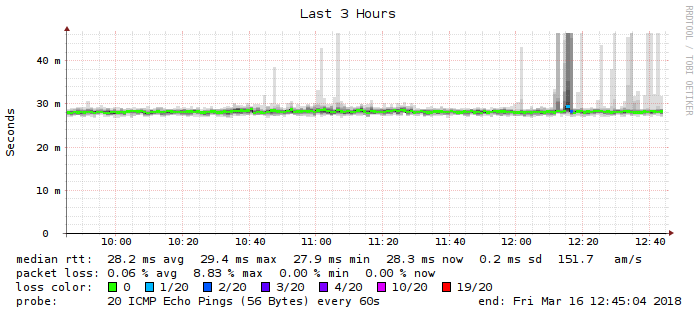 Last 3 Hours
RRDTOOL / TOBI OETIKER
Seconds
40 m
30 m
20 m
10 m
0
10:00 10:20 10:40 11:00 11:20 11:40 12:00 12:20 12:40
median rtt: 28.2 ms avg 29.4 ms max 27.9 ms min 28.3 ms now 0.2 ms sd 151.7 am/s
packet loss: 0.06 % avg 8.83 % max 0.00 % min 0.00 % now
loss color: 0 1/20 2/20 3/20 4/20 10/20 19/20
probe: 20 ICMP Echo Pings (56 Bytes) every 60s end: Fri Mar 16 12:45:04 2018